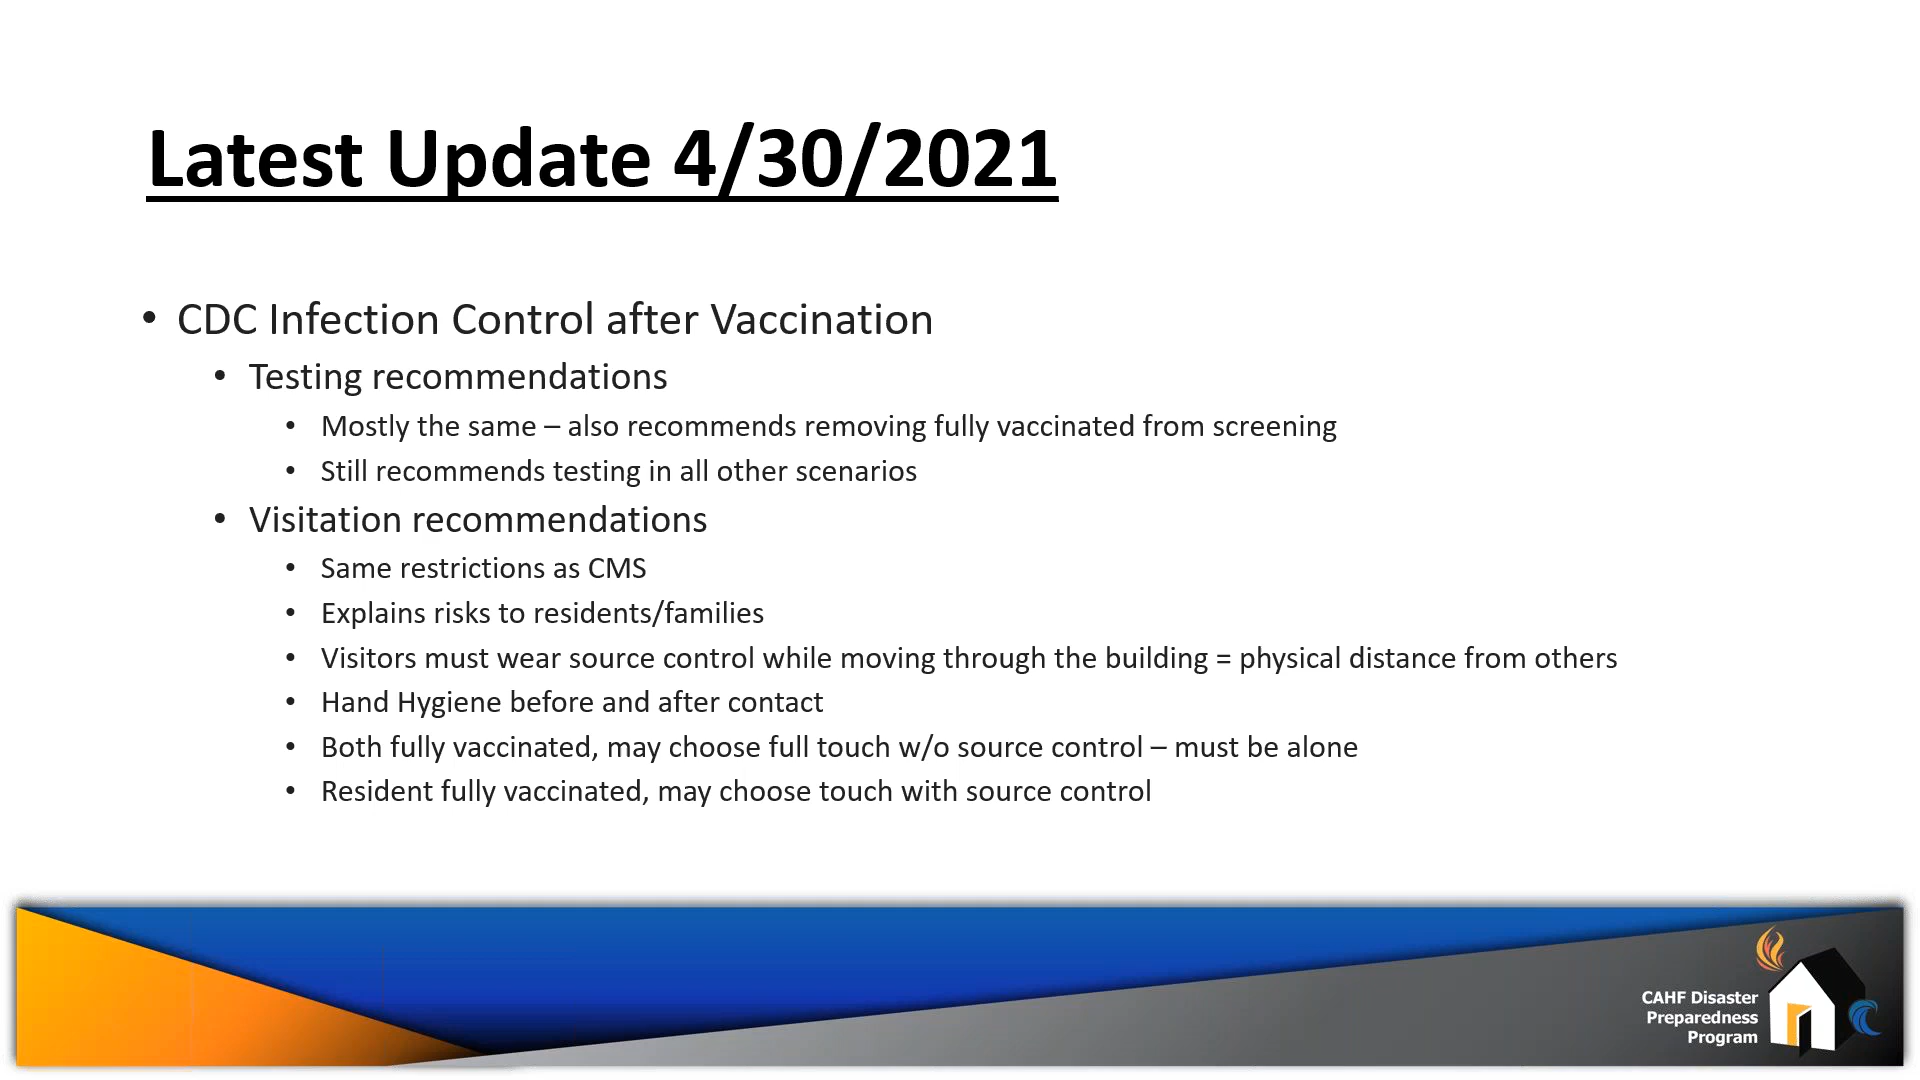 Latest Update 4/30/2021
• CDC Infection Control after Vaccination
• Testing recommendations
• Mostly the same – also recommends removing fully vaccinated from screening
• Still recommends testing in all other scenarios
• Visitation recommendations
• Same restrictions as CMS
• Explains risks to residents/families
• Visitors must wear source control while moving through the building = physical distance from others
• Hand Hygiene before and after contact
• Both fully vaccinated, may choose full touch w/o source control – must be alone
• Resident fully vaccinated, may choose touch with source control
CAHF Disaster
Preparedness
Program